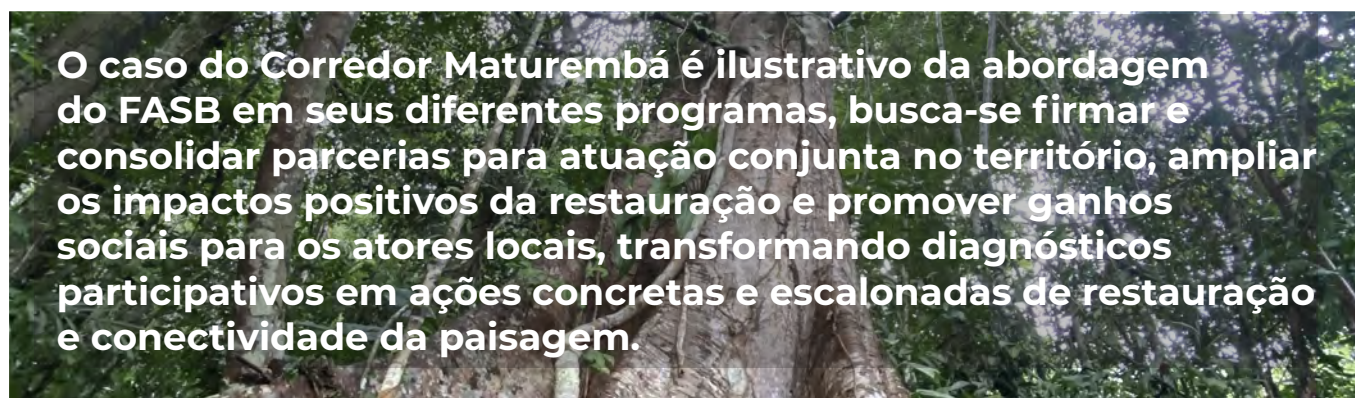 O caso do Corredor Maturembá é ilustrativo da abordagem
do FASB em seus diferentes programas, busca-se firmar e
consolidar parcerias para atuação conjunta no território, ampliar
os impactos positivos da restauração e promover ganhos
sociais para os atores locais, transformando diagnósticos
participativos em ações concretas e escalonadas de restauração
e conectividade da paisagem.